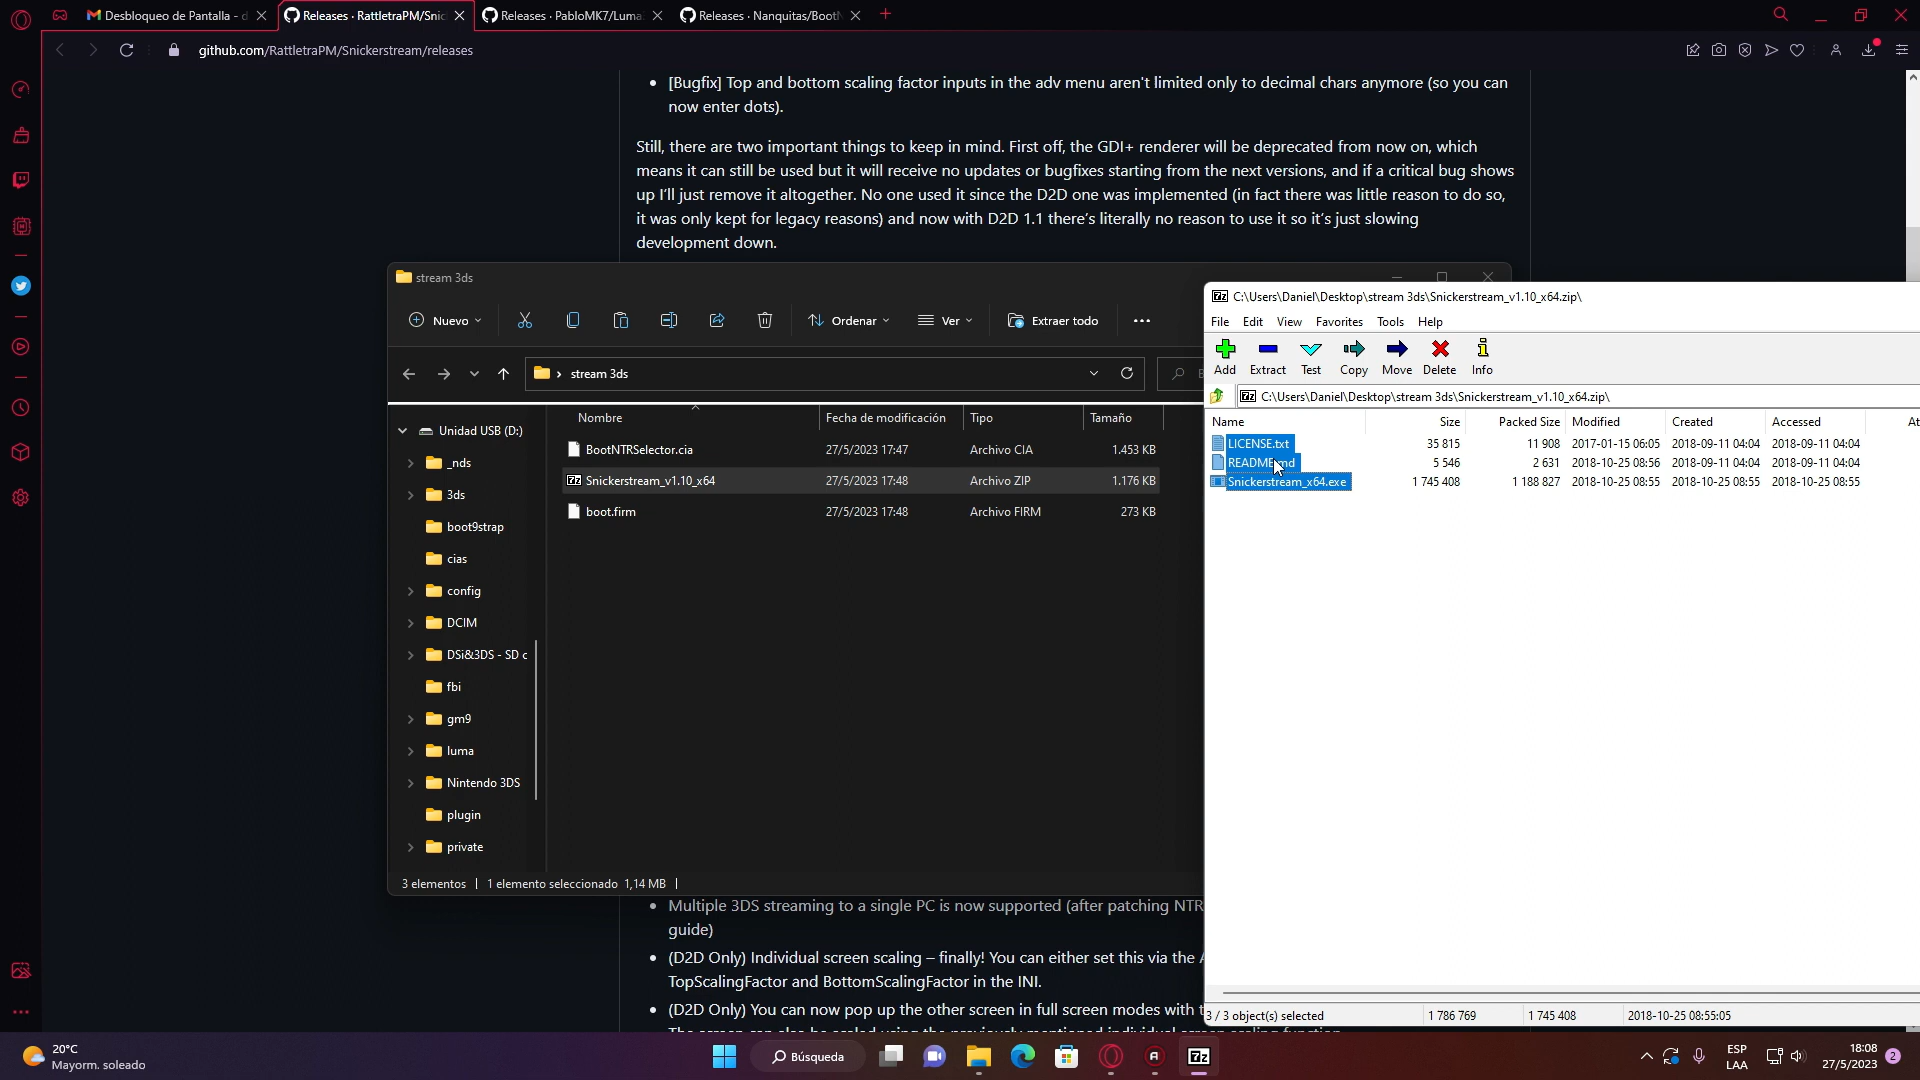 Desbloqueo de Pantalla - d
Releases · RattletraPM/Snic
Releases · PabloMK7/Luma
Releases · Nanquitas/BootN
github.com/RattletraPM/Snickerstream/releases
[Bugfix] Top and bottom scaling factor inputs in the adv menu aren't limited only to decimal chars anymore (so you can
now enter dots).
Still, there are two important things to keep in mind. First off, the GDI+ renderer will be deprecated from now on, which
means it can still be used but it will receive no updates or bugfixes starting from the next versions, and if a critical bug shows
up I'll just remove it altogether. No one used it since the D2D one was implemented (in fact there was little reason to do so,
it was only kept for legacy reasons) and now with D2D 1.1 there's literally no reason to use it so it's just slowing
development down.
stream 3ds
Nuevo
Ordenar
Ver
Extraer todo
stream 3ds
Nombre
Fecha de modificación
Tipo
Tamaño
BootNTRSelector.cia 27/5/2023 17:47 Archivo CIA 1.453 KB
Snickerstream_v1.10_x64 27/5/2023 17:48 Archivo ZIP 1.176 KB
boot.firm 27/5/2023 17:48 Archivo FIRM 273 KB
Unidad USB (D:)
_nds
3ds
boot9strap
cias
config
DCIM
DSi&3DS - SD c
fbi
gm9
luma
Nintendo 3DS
plugin
private
3 elementos
1 elemento seleccionado 1,14 MB
C:\Users\Daniel\Desktop\stream 3ds\Snickerstream_v1.10_x64.zip\
File Edit View Favorites Tools Help
Add Extract Test Copy Move Delete Info
C:\Users\Daniel\Desktop\stream 3ds\Snickerstream_v1.10_x64.zip\
Name Size Packed Size Modified Created Accessed At
LICENSE.txt 35 815 11 908 2017-01-15 06:05 2018-09-11 04:04 2018-09-11 04:04
README.md 5 546 2 631 2018-10-25 08:56 2018-09-11 04:04 2018-09-11 04:04
Snickerstream_x64.exe 1 745 408 1 188 827 2018-10-25 08:55 2018-10-25 08:55 2018-10-25 08:55
3 / 3 object(s) selected 1 786 769 1 745 408 2018-10-25 08:55:05
Multiple 3DS streaming to a single PC is now supported (after patching NTR
guide)
(D2D Only) Individual screen scaling – finally! You can either set this via the A
TopScalingFactor and BottomScalingFactor in the INI.
(D2D Only) You can now pop up the other screen in full screen modes with t
20°C
Mayorm. soleado
Búsqueda
ESP
LAA
18:08
27/5/2023
2